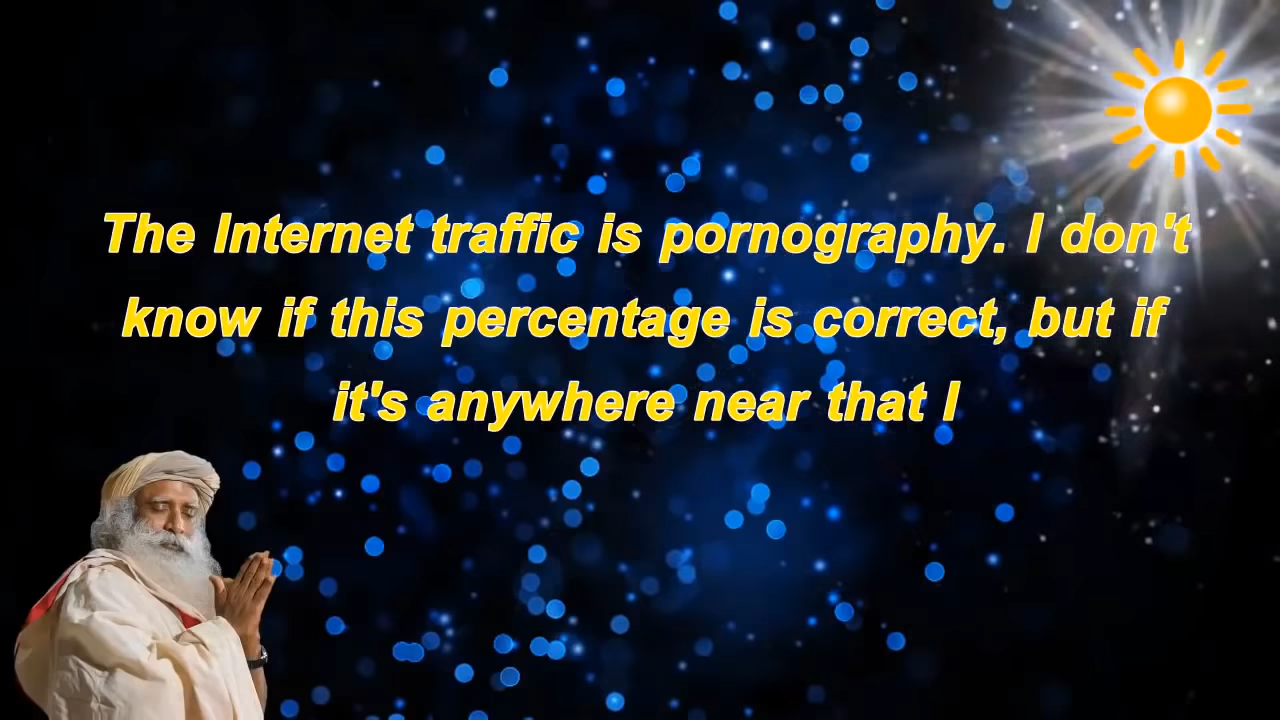 The Internet traffic is pornography. I don't
know if this percentage is correct, but if
it's anywhere near that I